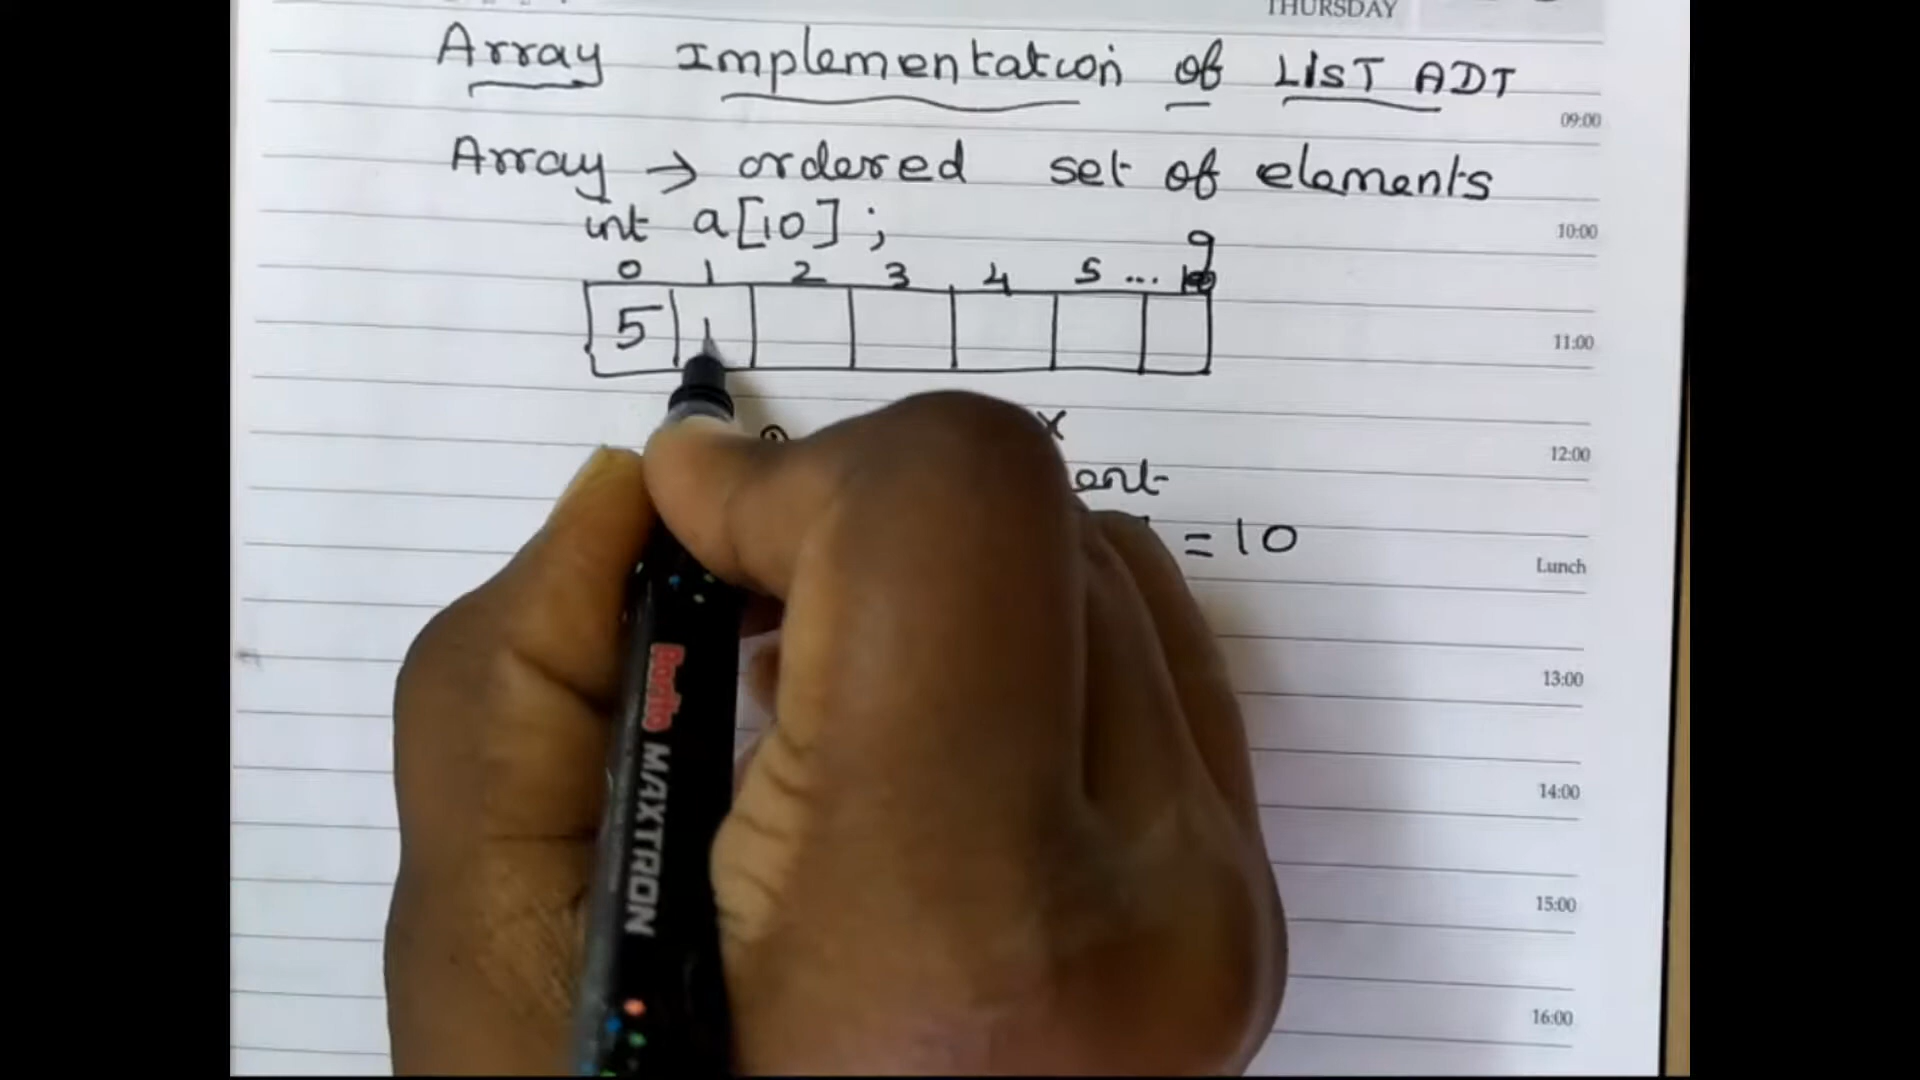 THURSDAY
Array Implementation of LIST ADT
09:00
Array → ordered set of elements
int a[10];
10:00
9
0 1 2 3 4 5 ...
5 1
11:00
x
12:00
= 10
Lunch
Rorito MAXTRON
13:00
14:00
15:00
16:00